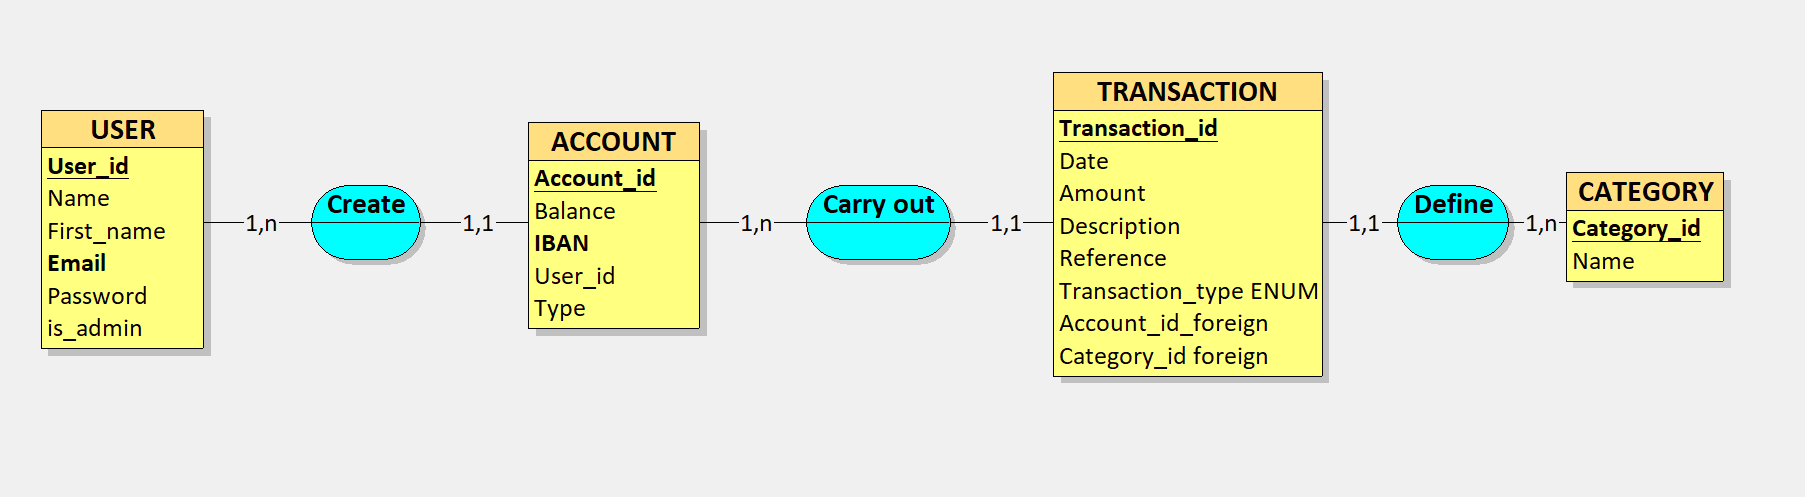 USER
User_id
Name
First_name
Email
Password
is_admin
1,n
Create
1,1
ACCOUNT
Account_id
Balance
IBAN
User_id
Type
1,n
Carry out
1,1
TRANSACTION
Transaction_id
Date
Amount
Description
Reference
Transaction_type ENUM
Account_id_foreign
Category_id foreign
1,1
Define
1,n
CATEGORY
Category_id
Name